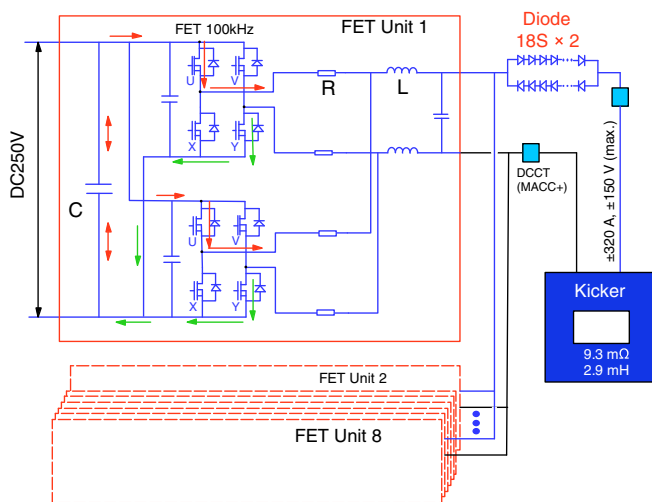 FET 100kHz
FET Unit 1
Diode
18S × 2
U
V
R
L
X
Y
DC250V
C
DCCT
(MACC+)
±320 A, ±150 V (max.)
U
V
X
Y
Kicker
9.3 mΩ
2.9 mH
FET Unit 2
FET Unit 8